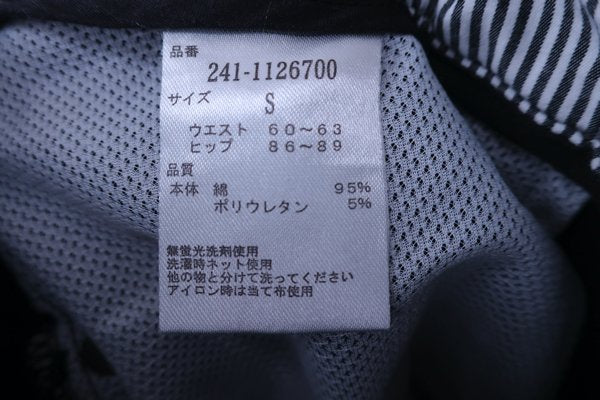 品番
241-1126700
サイズ S
ウエスト 60～63
ヒップ 86～89
品質
本体 綿 95%
ポリウレタン 5%
無蛍光洗剤使用
洗濯時ネット使用
他の物と分けて洗ってください
アイロン時は当て布使用